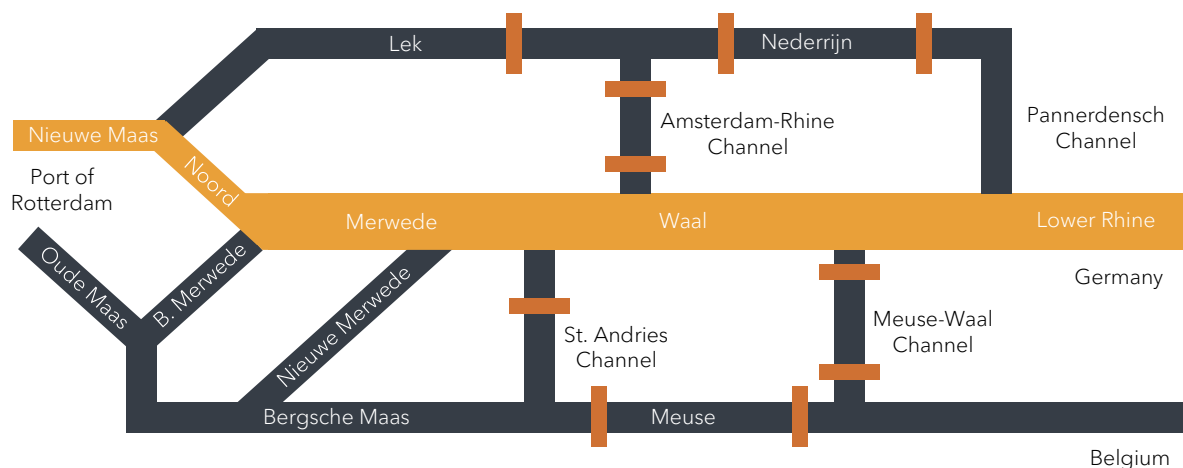 Lek
Nederrijn
Nieuwe Maas
Amsterdam-Rhine
Channel
Pannerdensch
Channel
Port of
Rotterdam
Noord
Merwede
Waal
Lower Rhine
Oude Maas
B. Merwede
Nieuwe Merwede
St. Andries
Channel
Meuse-Waal
Channel
Germany
Bergsche Maas
Meuse
Belgium